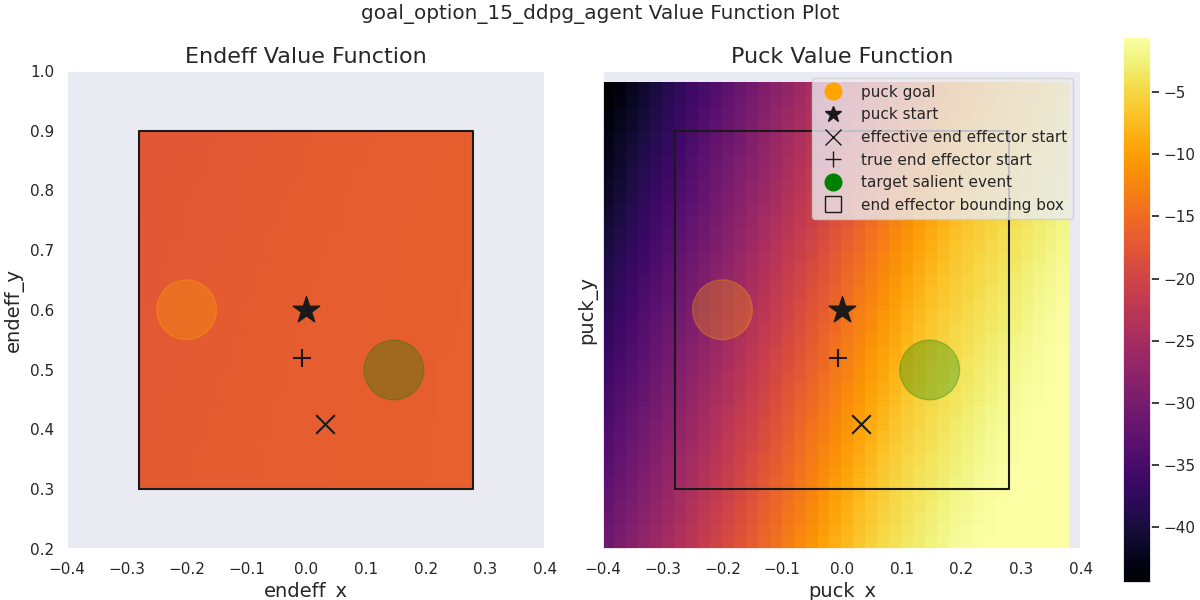 goal_option_15_ddpg_agent Value Function Plot
Endeff Value Function
endeff_y
1.0
0.9
0.8
0.7
0.6
0.5
0.4
0.3
0.2
−0.4 −0.3 −0.2 −0.1 0.0 0.1 0.2 0.3 0.4
endeff_x
Puck Value Function
puck_y
puck goal
puck start
effective end effector start
true end effector start
target salient event
end effector bounding box
−0.4 −0.3 −0.2 −0.1 0.0 0.1 0.2 0.3 0.4
puck_x
−5
−10
−15
−20
−25
−30
−35
−40